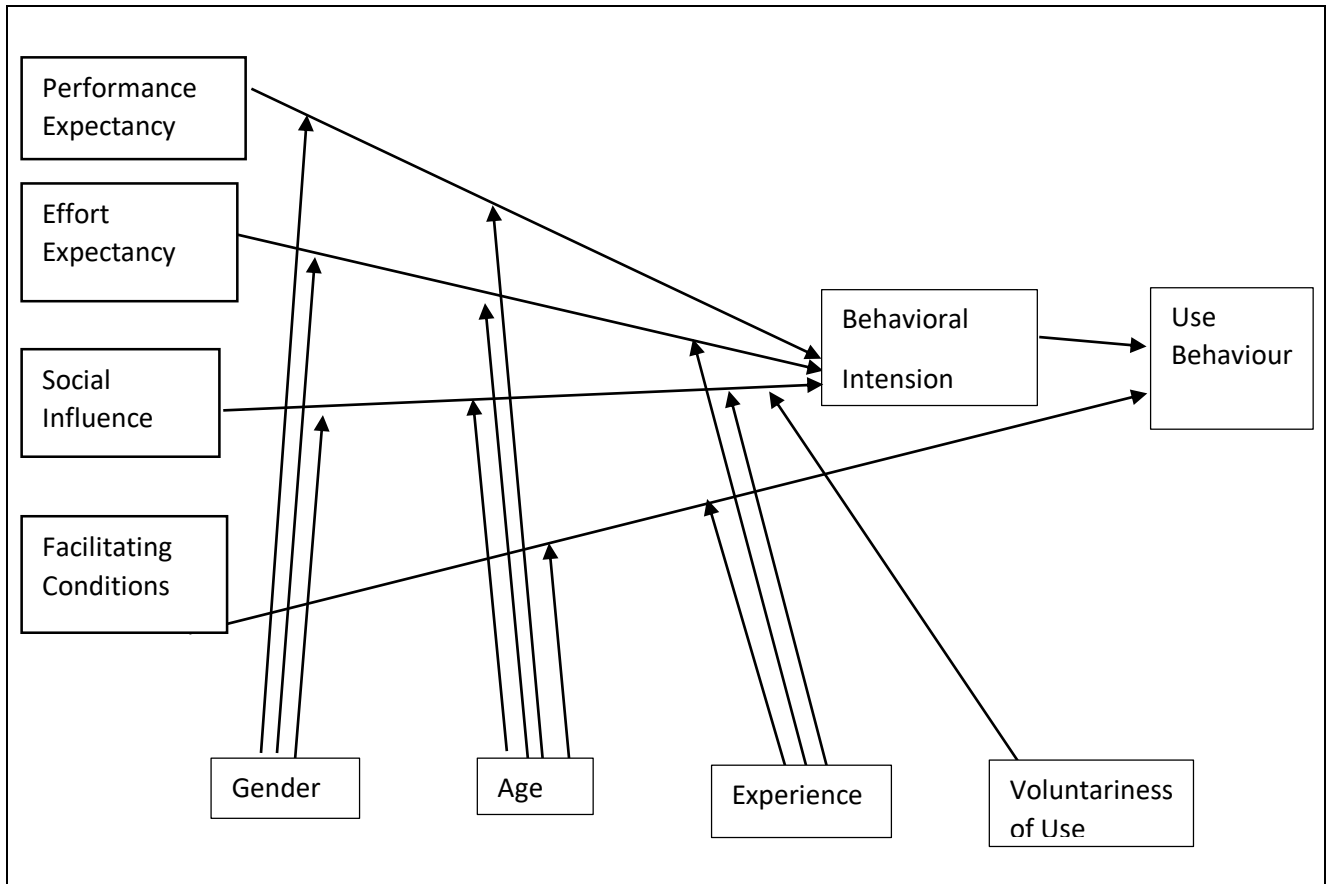 Performance
Expectancy
Effort
Expectancy
Social
Influence
Facilitating
Conditions
Behavioral
Intension
Use
Behaviour
Gender
Age
Experience
Voluntariness
of Use